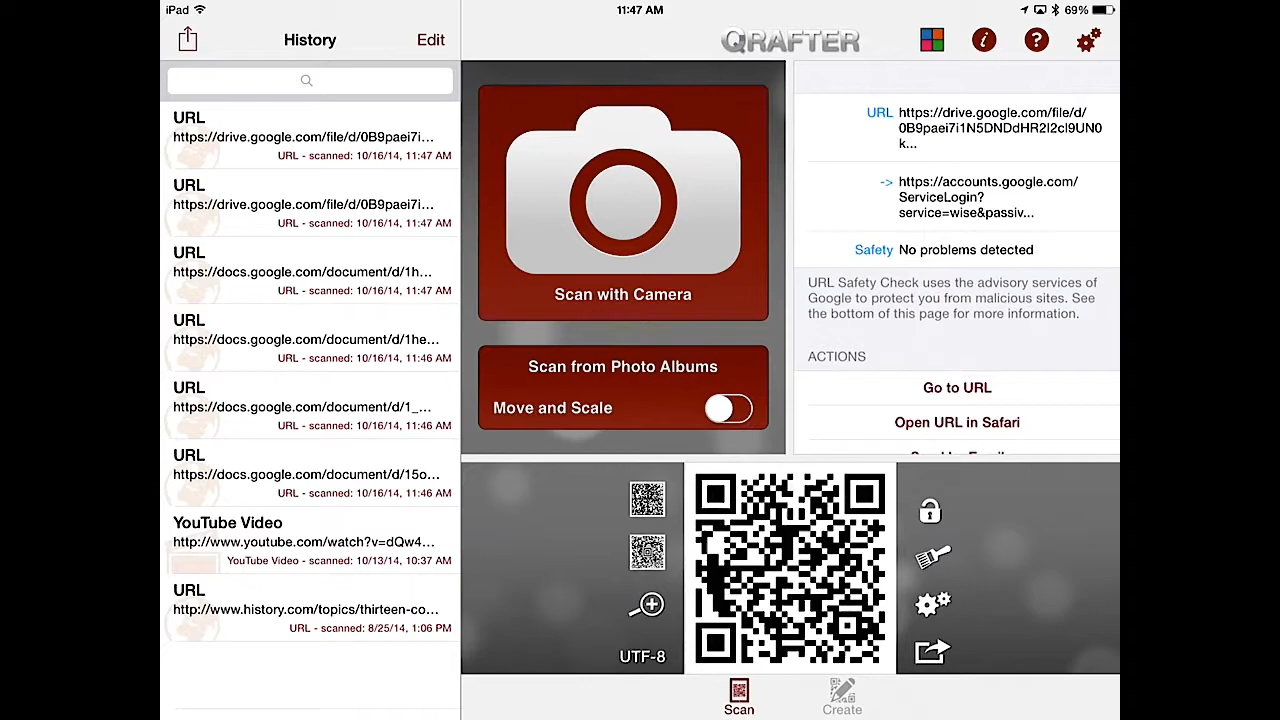 iPad
11:47 AM
69%
History
Edit
QRAFTER
URL
https://drive.google.com/file/d/0B9paei7i...
URL - scanned: 10/16/14, 11:47 AM
URL
https://drive.google.com/file/d/0B9paei7i...
URL - scanned: 10/16/14, 11:47 AM
URL
https://docs.google.com/document/d/1h...
URL - scanned: 10/16/14, 11:47 AM
URL
https://docs.google.com/document/d/1he...
URL - scanned: 10/16/14, 11:46 AM
URL
https://docs.google.com/document/d/1_...
URL - scanned: 10/16/14, 11:46 AM
URL
https://docs.google.com/document/d/15o...
URL - scanned: 10/16/14, 11:46 AM
YouTube Video
http://www.youtube.com/watch?v=dQw4...
YouTube Video - scanned: 10/13/14, 10:37 AM
URL
http://www.history.com/topics/thirteen-co...
URL - scanned: 8/25/14, 1:06 PM
Scan with Camera
Scan from Photo Albums
Move and Scale
URL https://drive.google.com/file/d/
0B9paei7i1N5DNDdHR2I2cl9UN0
k...
-> https://accounts.google.com/
ServiceLogin?
service=wise&passiv...
Safety No problems detected
URL Safety Check uses the advisory services of
Google to protect you from malicious sites. See
the bottom of this page for more information.
ACTIONS
Go to URL
Open URL in Safari
UTF-8
Scan
Create